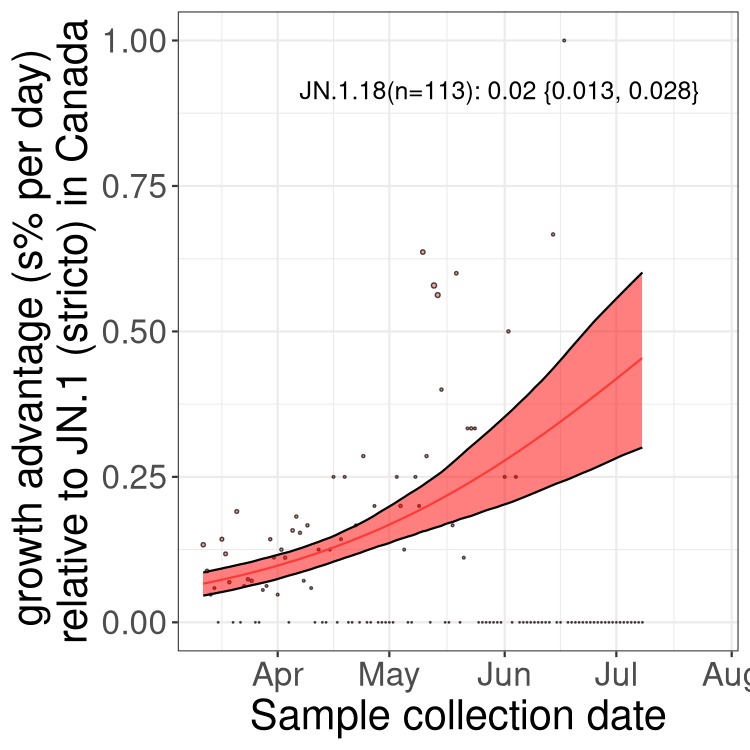 growth advantage (s% per day)
relative to JN.1 (stricto) in Canada
1.00
0.75
0.50
0.25
0.00
JN.1.18(n=113): 0.02 {0.013, 0.028}
Apr May Jun Jul Aug
Sample collection date